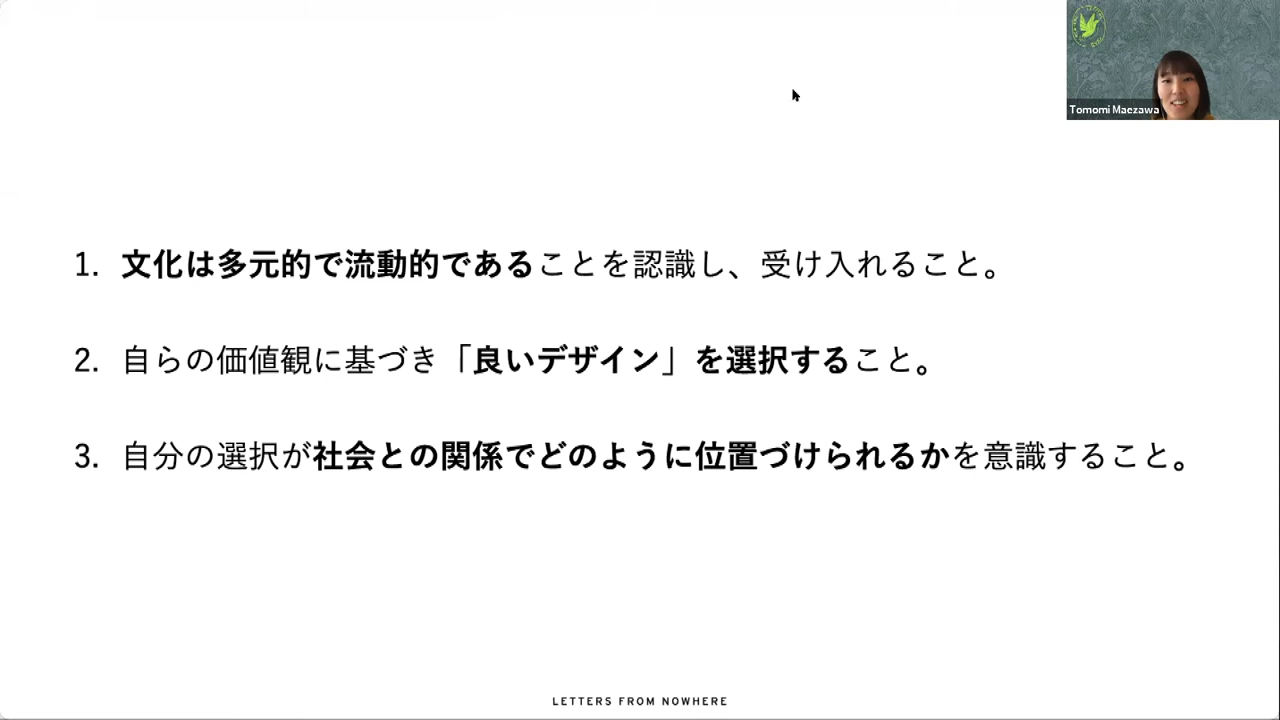 Tomomi Maezawa
1. 文化は多元的で流動的であることを認識し、受け入れること。
2. 自らの価値観に基づき「良いデザイン」を選択すること。
3. 自分の選択が社会との関係でどのように位置づけられるかを意識すること。
LETTERS FROM NOWHERE